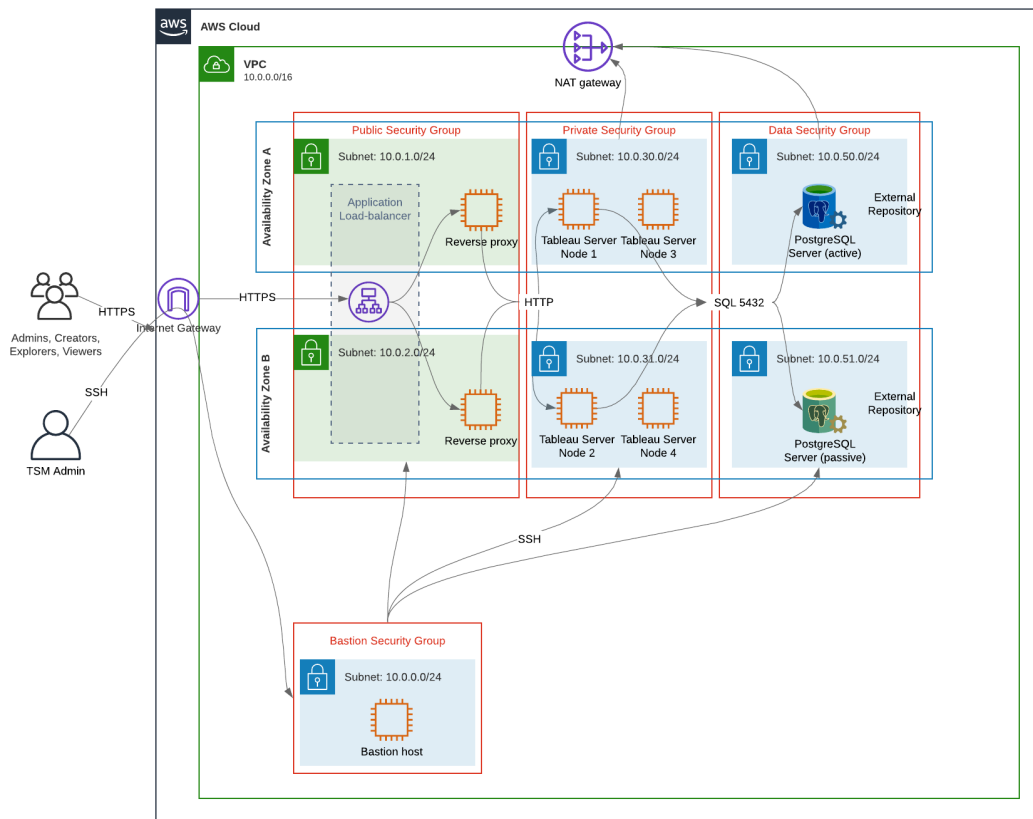 aws
AWS Cloud
VPC
10.0.0.0/16
NAT gateway
Public Security Group
Private Security Group
Data Security Group
Availability Zone A
Subnet: 10.0.1.0/24
Subnet: 10.0.30.0/24
Subnet: 10.0.50.0/24
Application
Load-balancer
Reverse proxy
Tableau Server
Node 1
Tableau Server
Node 3
PostgreSQL
Server (active)
External
Repository
HTTPS
Admins, Creators,
Explorers, Viewers
Internet Gateway
HTTPS
HTTP
SQL 5432
SSH
TSM Admin
Availability Zone B
Subnet: 10.0.2.0/24
Subnet: 10.0.31.0/24
Subnet: 10.0.51.0/24
Reverse proxy
Tableau Server
Node 2
Tableau Server
Node 4
PostgreSQL
Server (passive)
External
Repository
SSH
Bastion Security Group
Subnet: 10.0.0.0/24
Bastion host